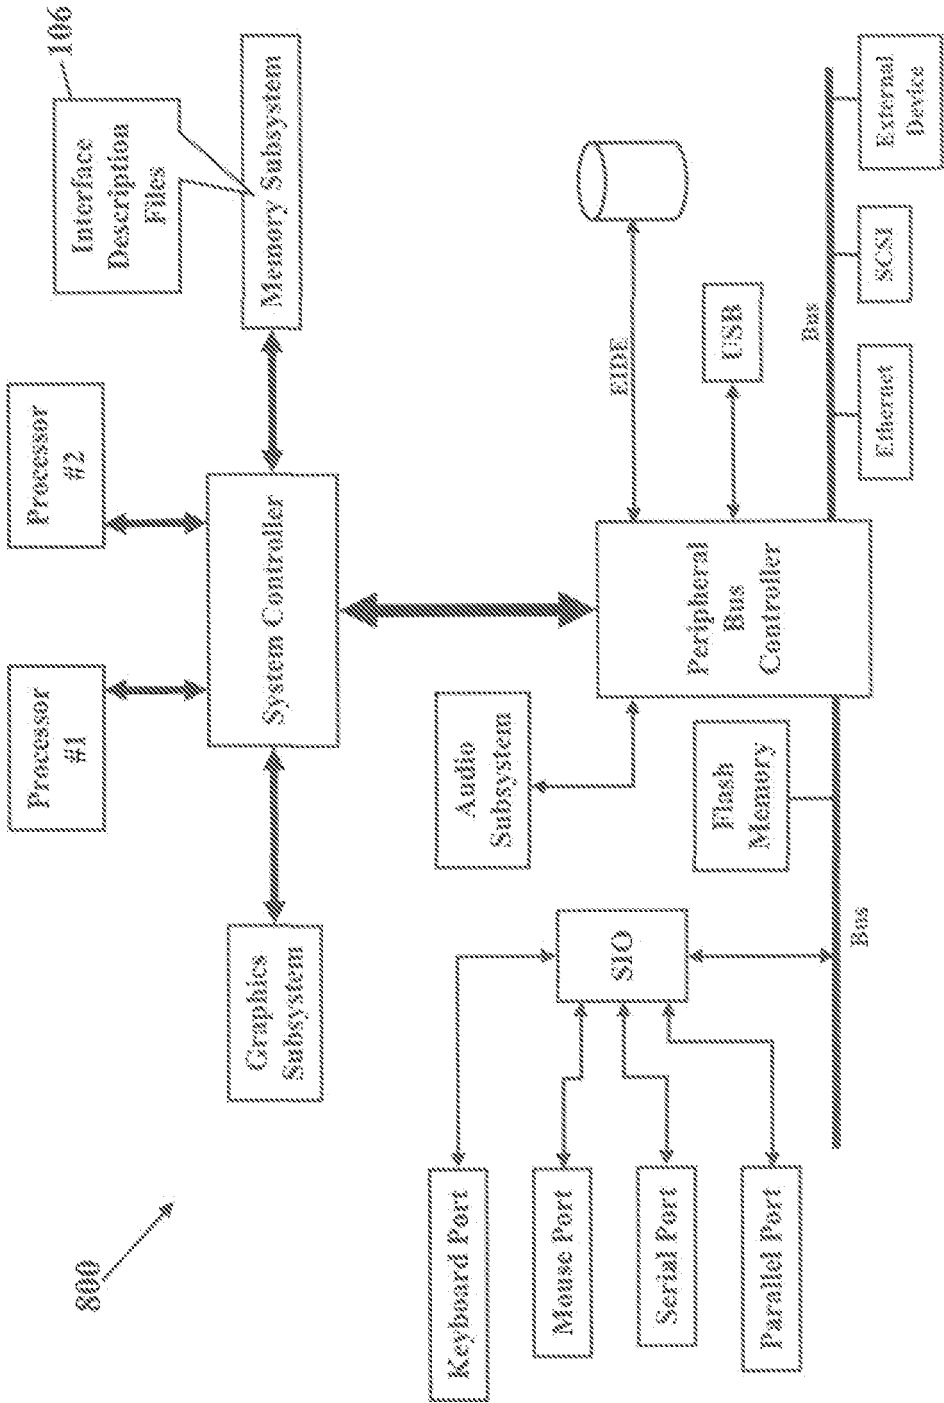 800
Processor
#1
Processor
#2
Interface
Description
Files
106
Graphics
Subsystem
System Controller
Memory Subsystem
Audio
Subsystem
Keyboard Port
Mouse Port
Serial Port
Parallel Port
SIO
Flash
Memory
Peripheral
Bus
Controller
EIDE
USB
Bus
Bus
Ethernet
SCSI
External
Device